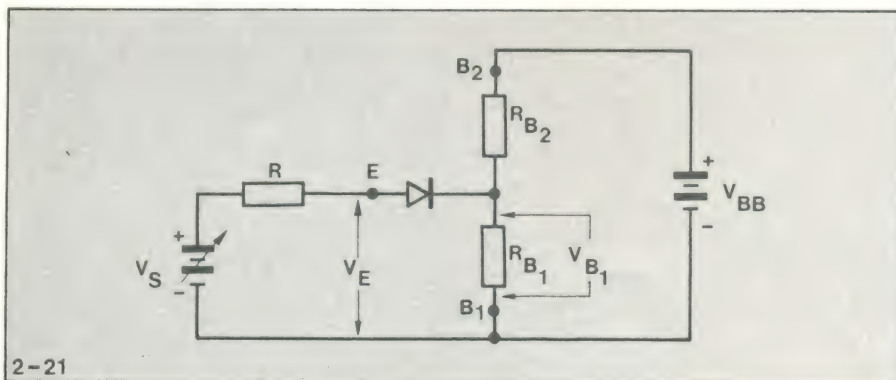 B2
RB2
R
E
+
VBB
-
+
VS
-
VE
RB1
VB1
B1
2-21